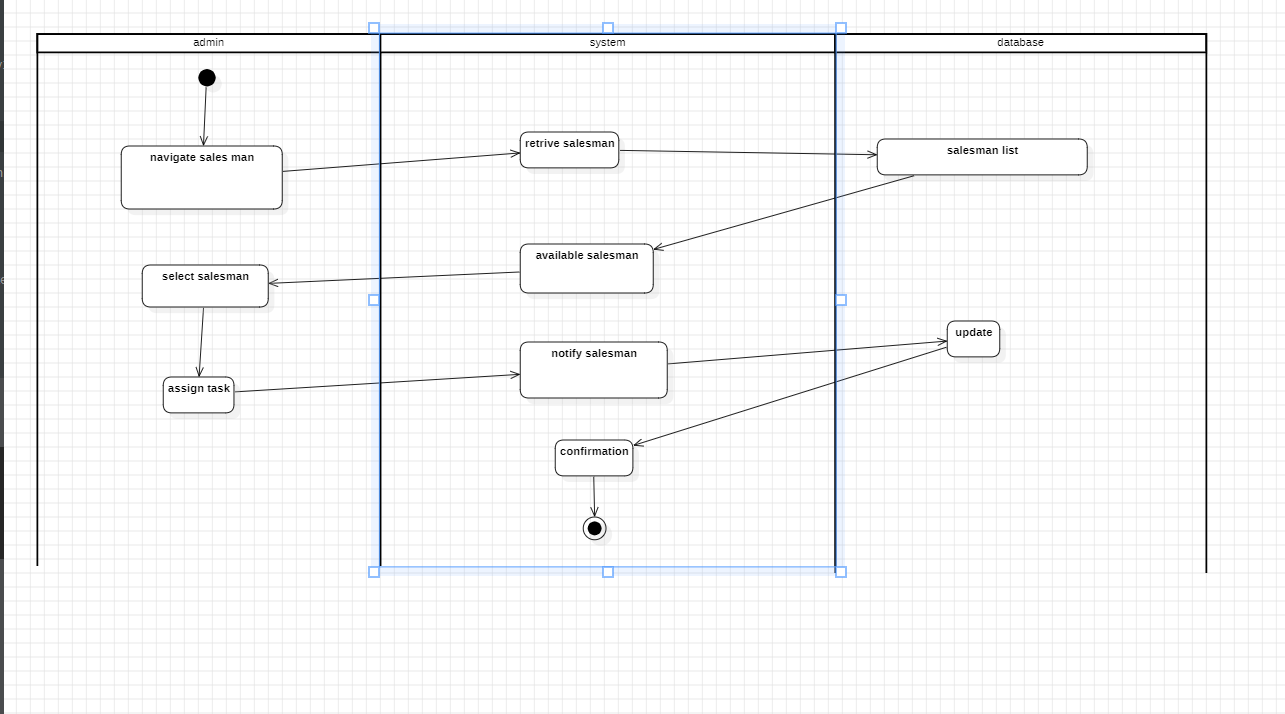 admin
system
database
navigate sales man
retrive salesman
salesman list
available salesman
select salesman
update
notify salesman
assign task
confirmation